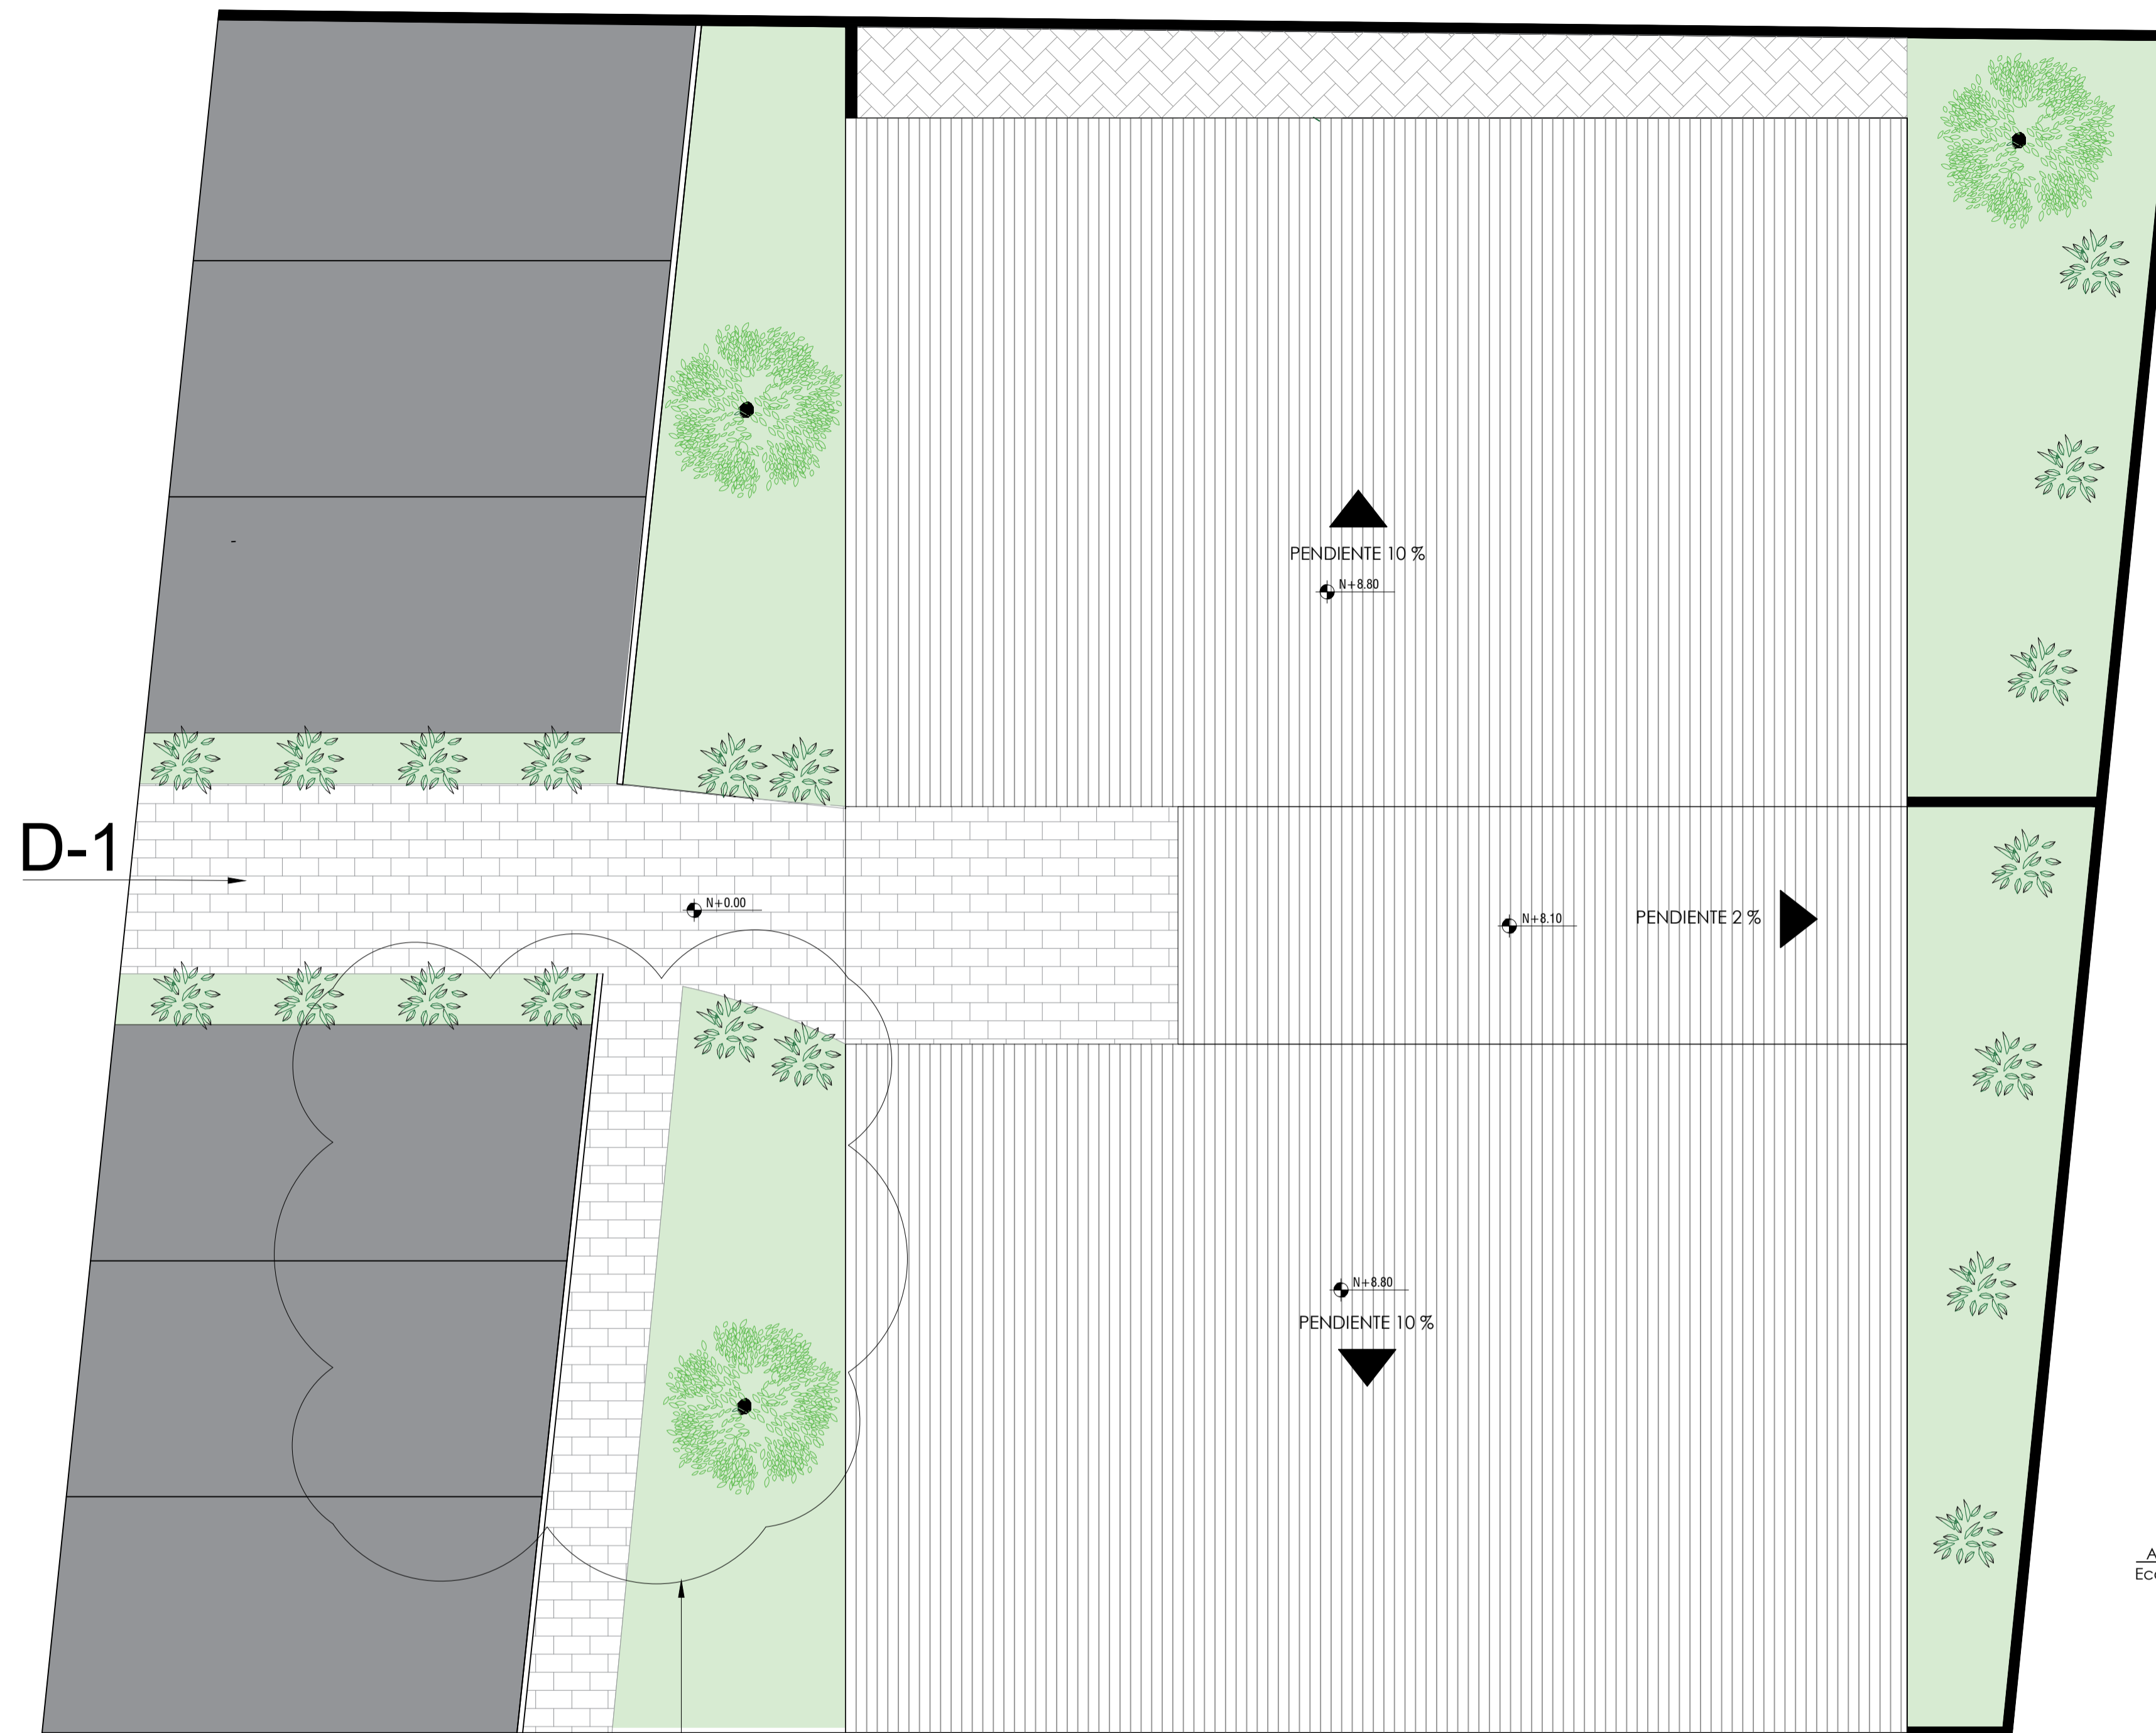 PENDIENTE 10 %
N+8.80
D-1
N+0.00
N+8.10
PENDIENTE 2 %
N+8.80
PENDIENTE 10 %